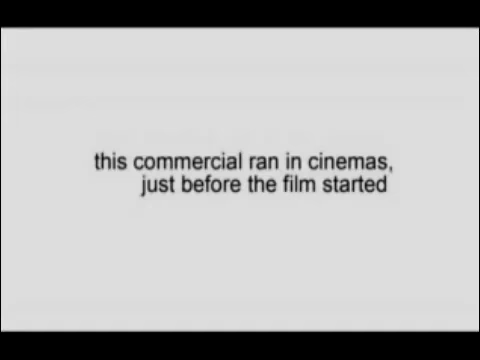 this commercial ran in cinemas,
just before the film started